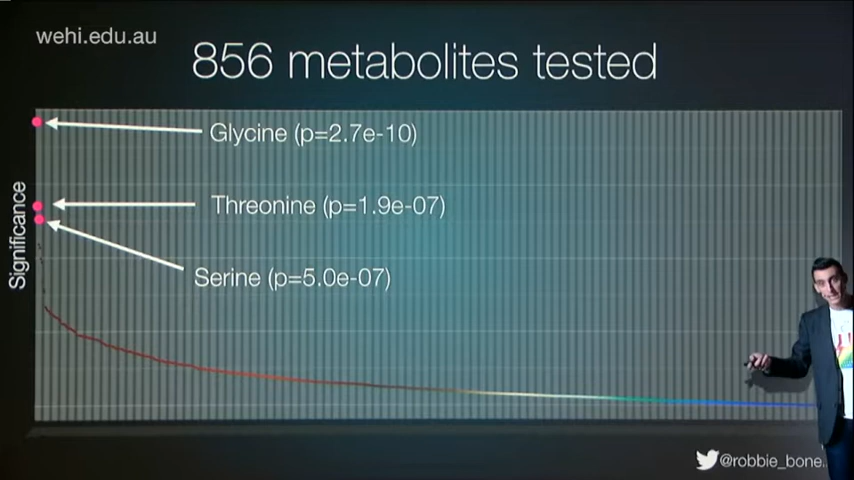 wehi.edu.au
856 metabolites tested
Glycine (p=2.7e-10)
Threonine (p=1.9e-07)
Significance
Serine (p=5.0e-07)
@robbie_bone..